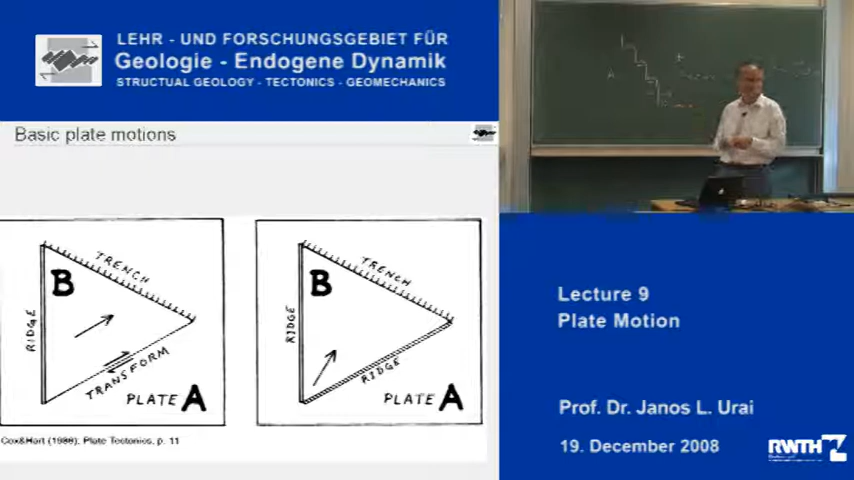 LEHR - UND FORSCHUNGSGEBIET FÜR
Geologie - Endogene Dynamik
STRUCTURAL GEOLOGY - TECTONICS - GEOMECHANICS
Basic plate motions
TRENCH
B
RIDGE
TRANSFORM
PLATE A
TRENCH
B
RIDGE
RIDGE
PLATE A
Cox&Hart (1986), Plate Tectonics, p. 11
A
Lecture 9
Plate Motion
Prof. Dr. Janos L. Urai
19. December 2008
RWTH